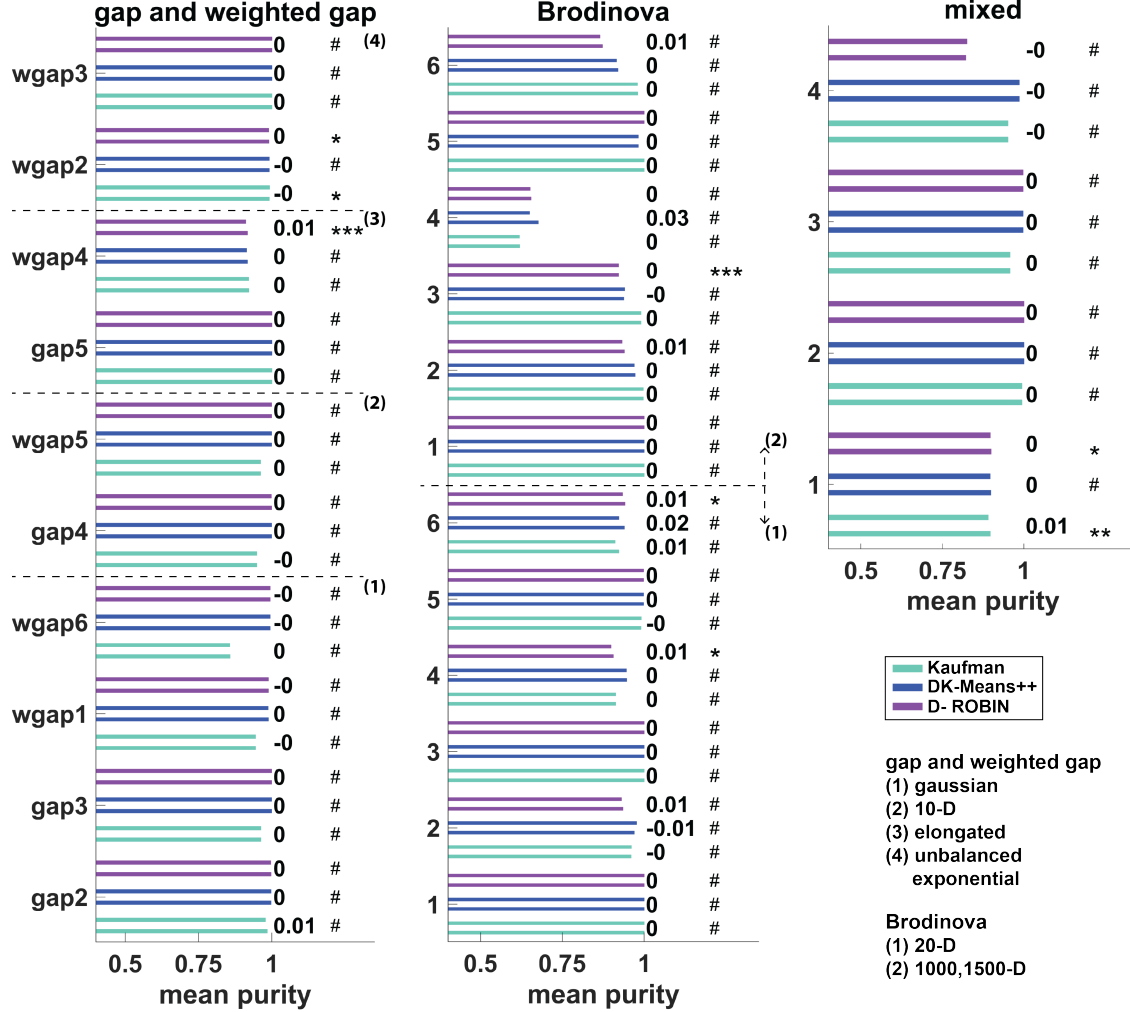 gap and weighted gap
0 # (4)
wgap3 0 #
0 #
0 *
wgap2 -0 #
-0 *
0.01 *** (3)
wgap4 0 #
0 #
0 #
gap5 0 #
0 #
0 # (2)
wgap5 0 #
0 #
0 #
gap4 0 #
-0 #
-0 # (1)
wgap6 -0 #
0 #
-0 #
wgap1 0 #
-0 #
0 #
gap3 0 #
0 #
0 #
gap2 0 #
0.01 #
0.5 0.75 1
mean purity
Brodinova
0.01 #
6 0 #
0 #
0 #
5 0 #
0 #
0 #
4 0.03 #
0 #
0 ***
3 -0 #
0 #
0.01 #
2 0 #
0 #
0 #
1 0 #
0 #
(2)
(1)
0.01 *
6 0.02 #
0.01 #
0 #
5 0 #
-0 #
0.01 *
4 0 #
0 #
0 #
3 0 #
0 #
0.01 #
2 -0.01 #
-0 #
0 #
1 0 #
0 #
0.5 0.75 1
mean purity
mixed
-0 #
4 -0 #
-0 #
0 #
3 0 #
0 #
0 #
2 0 #
0 #
0 *
1 0 #
0.01 **
0.5 0.75 1
mean purity
Kaufman
DK-Means++
D- ROBIN
gap and weighted gap
(1) gaussian
(2) 10-D
(3) elongated
(4) unbalanced
exponential
Brodinova
(1) 20-D
(2) 1000,1500-D